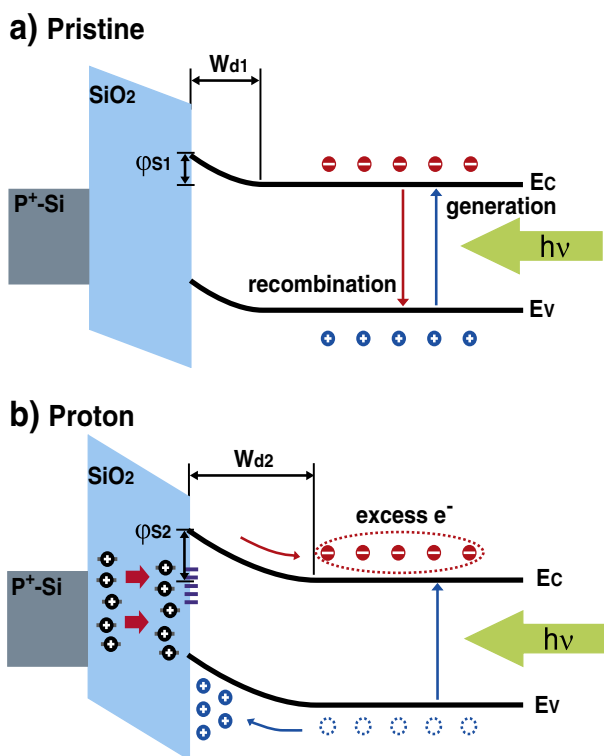 a) Pristine
Wd1
SiO2
φS1
P+-Si
EC
generation
hν
recombination
EV
b) Proton
SiO2
Wd2
excess e-
φS2
P+-Si
EC
hν
EV